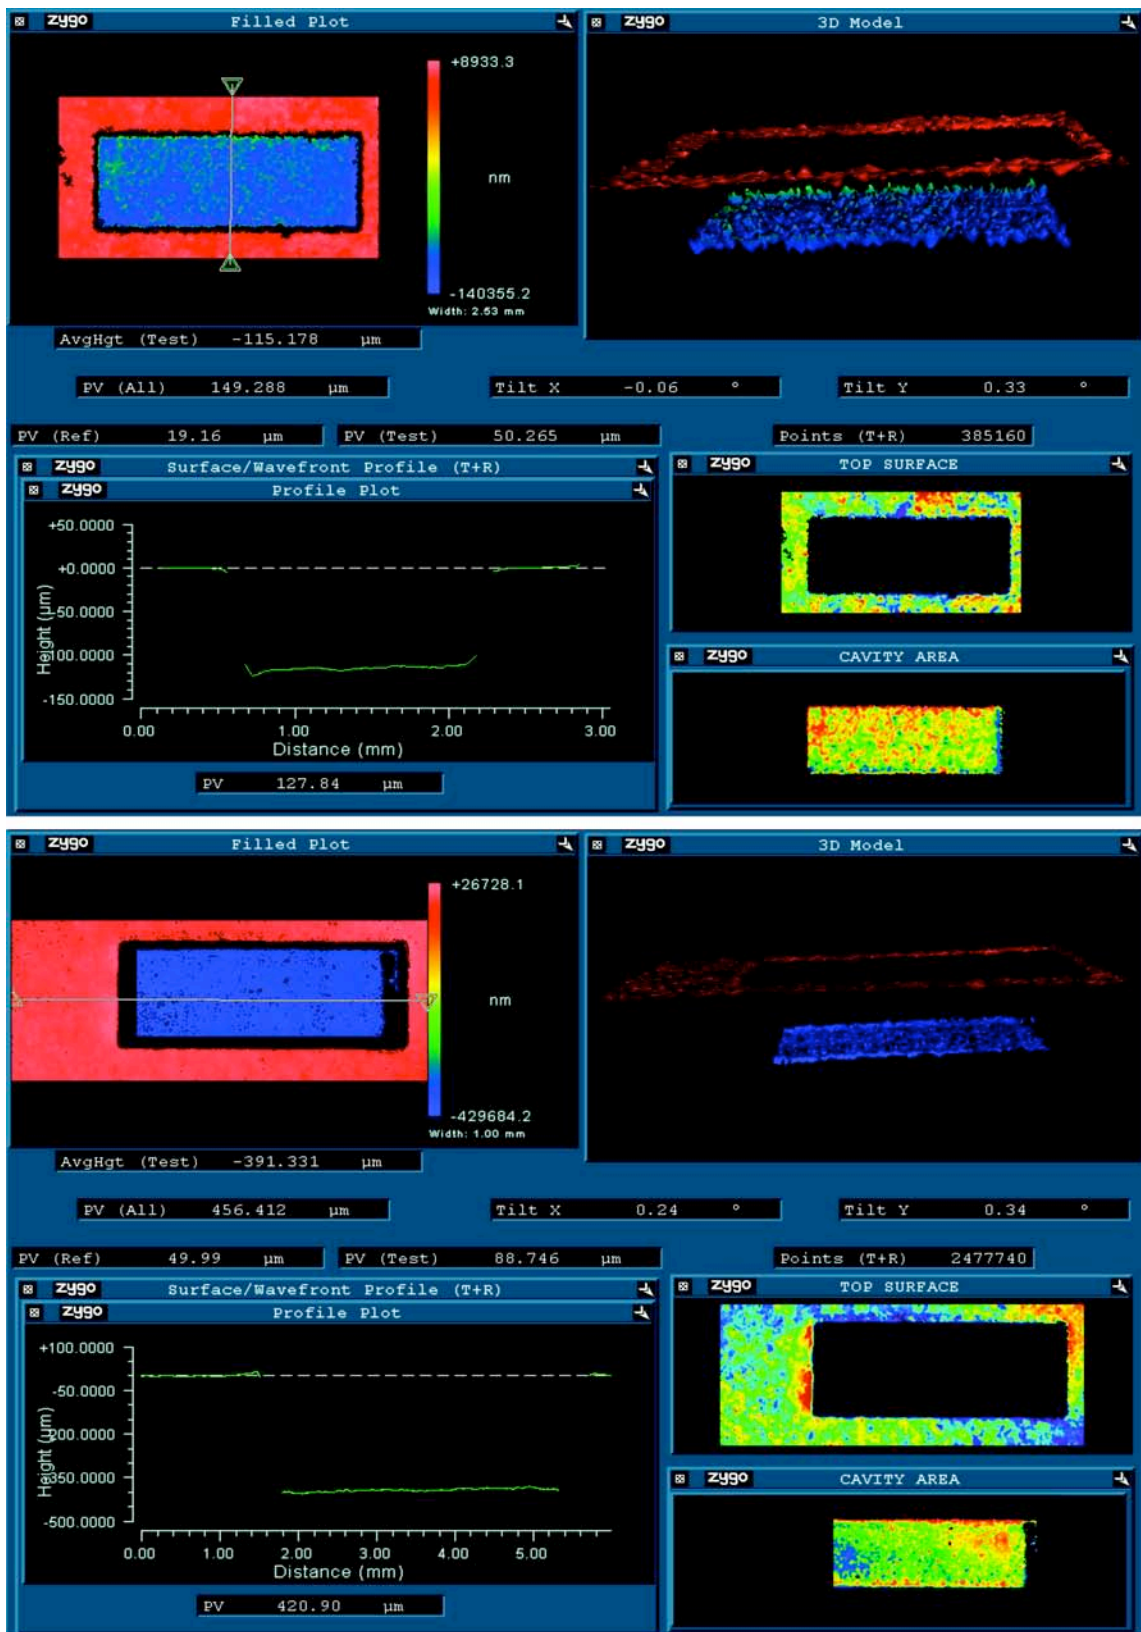 zygo Filled Plot
+8933.3
nm
-140355.2
Width: 2.53 mm
zygo 3D Model
AvgHgt (Test) -115.178 µm
PV (All) 149.288 µm
Tilt X -0.06 °
Tilt Y 0.33 °
PV (Ref) 19.16 µm
PV (Test) 50.265 µm
Points (T+R) 385160
zygo Surface/Wavefront Profile (T+R)
zygo Profile Plot
Height (µm)
+50.0000
+0.0000
-50.0000
-100.0000
-150.0000
0.00 1.00 2.00 3.00
Distance (mm)
PV 127.84 µm
zygo TOP SURFACE
zygo CAVITY AREA
zygo Filled Plot
+26728.1
nm
-429684.2
Width: 1.00 mm
zygo 3D Model
AvgHgt (Test) -391.331 µm
PV (All) 456.412 µm
Tilt X 0.24 °
Tilt Y 0.34 °
PV (Ref) 49.99 µm
PV (Test) 88.746 µm
Points (T+R) 2477740
zygo Surface/Wavefront Profile (T+R)
zygo Profile Plot
Height (µm)
+100.0000
-50.0000
-200.0000
-350.0000
-500.0000
0.00 1.00 2.00 3.00 4.00 5.00
Distance (mm)
PV 420.90 µm
zygo TOP SURFACE
zygo CAVITY AREA